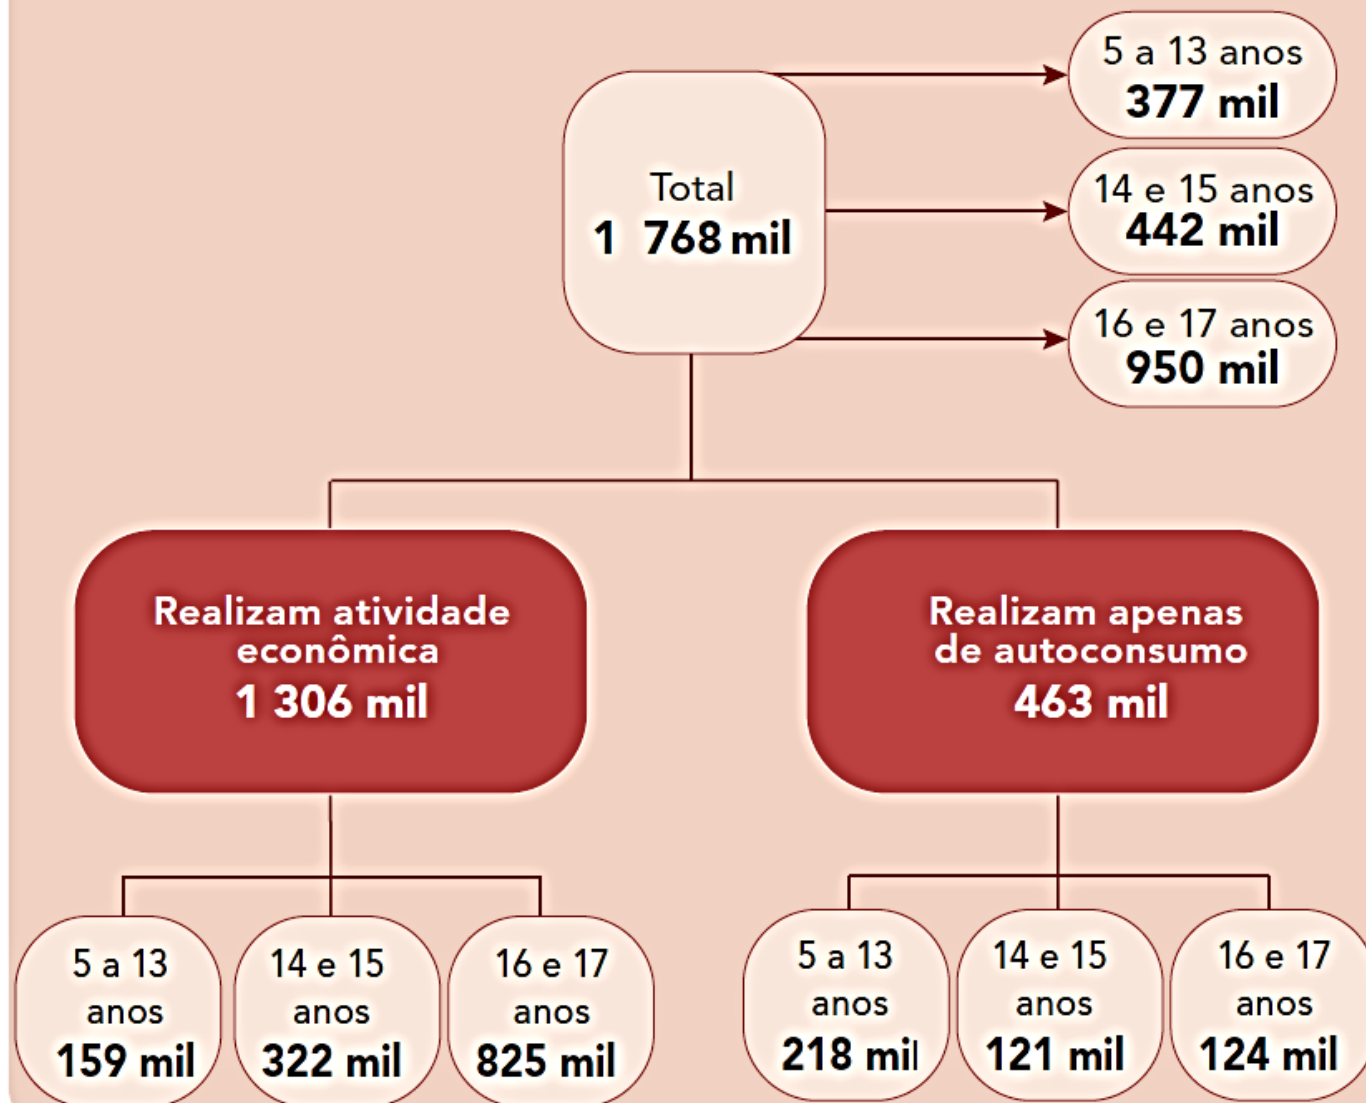 5 a 13 anos
377 mil
Total
1 768 mil
14 e 15 anos
442 mil
16 e 17 anos
950 mil
Realizam atividade
econômica
1 306 mil
Realizam apenas
de autoconsumo
463 mil
5 a 13
anos
159 mil
14 e 15
anos
322 mil
16 e 17
anos
825 mil
5 a 13
anos
218 mil
14 e 15
anos
121 mil
16 e 17
anos
124 mil